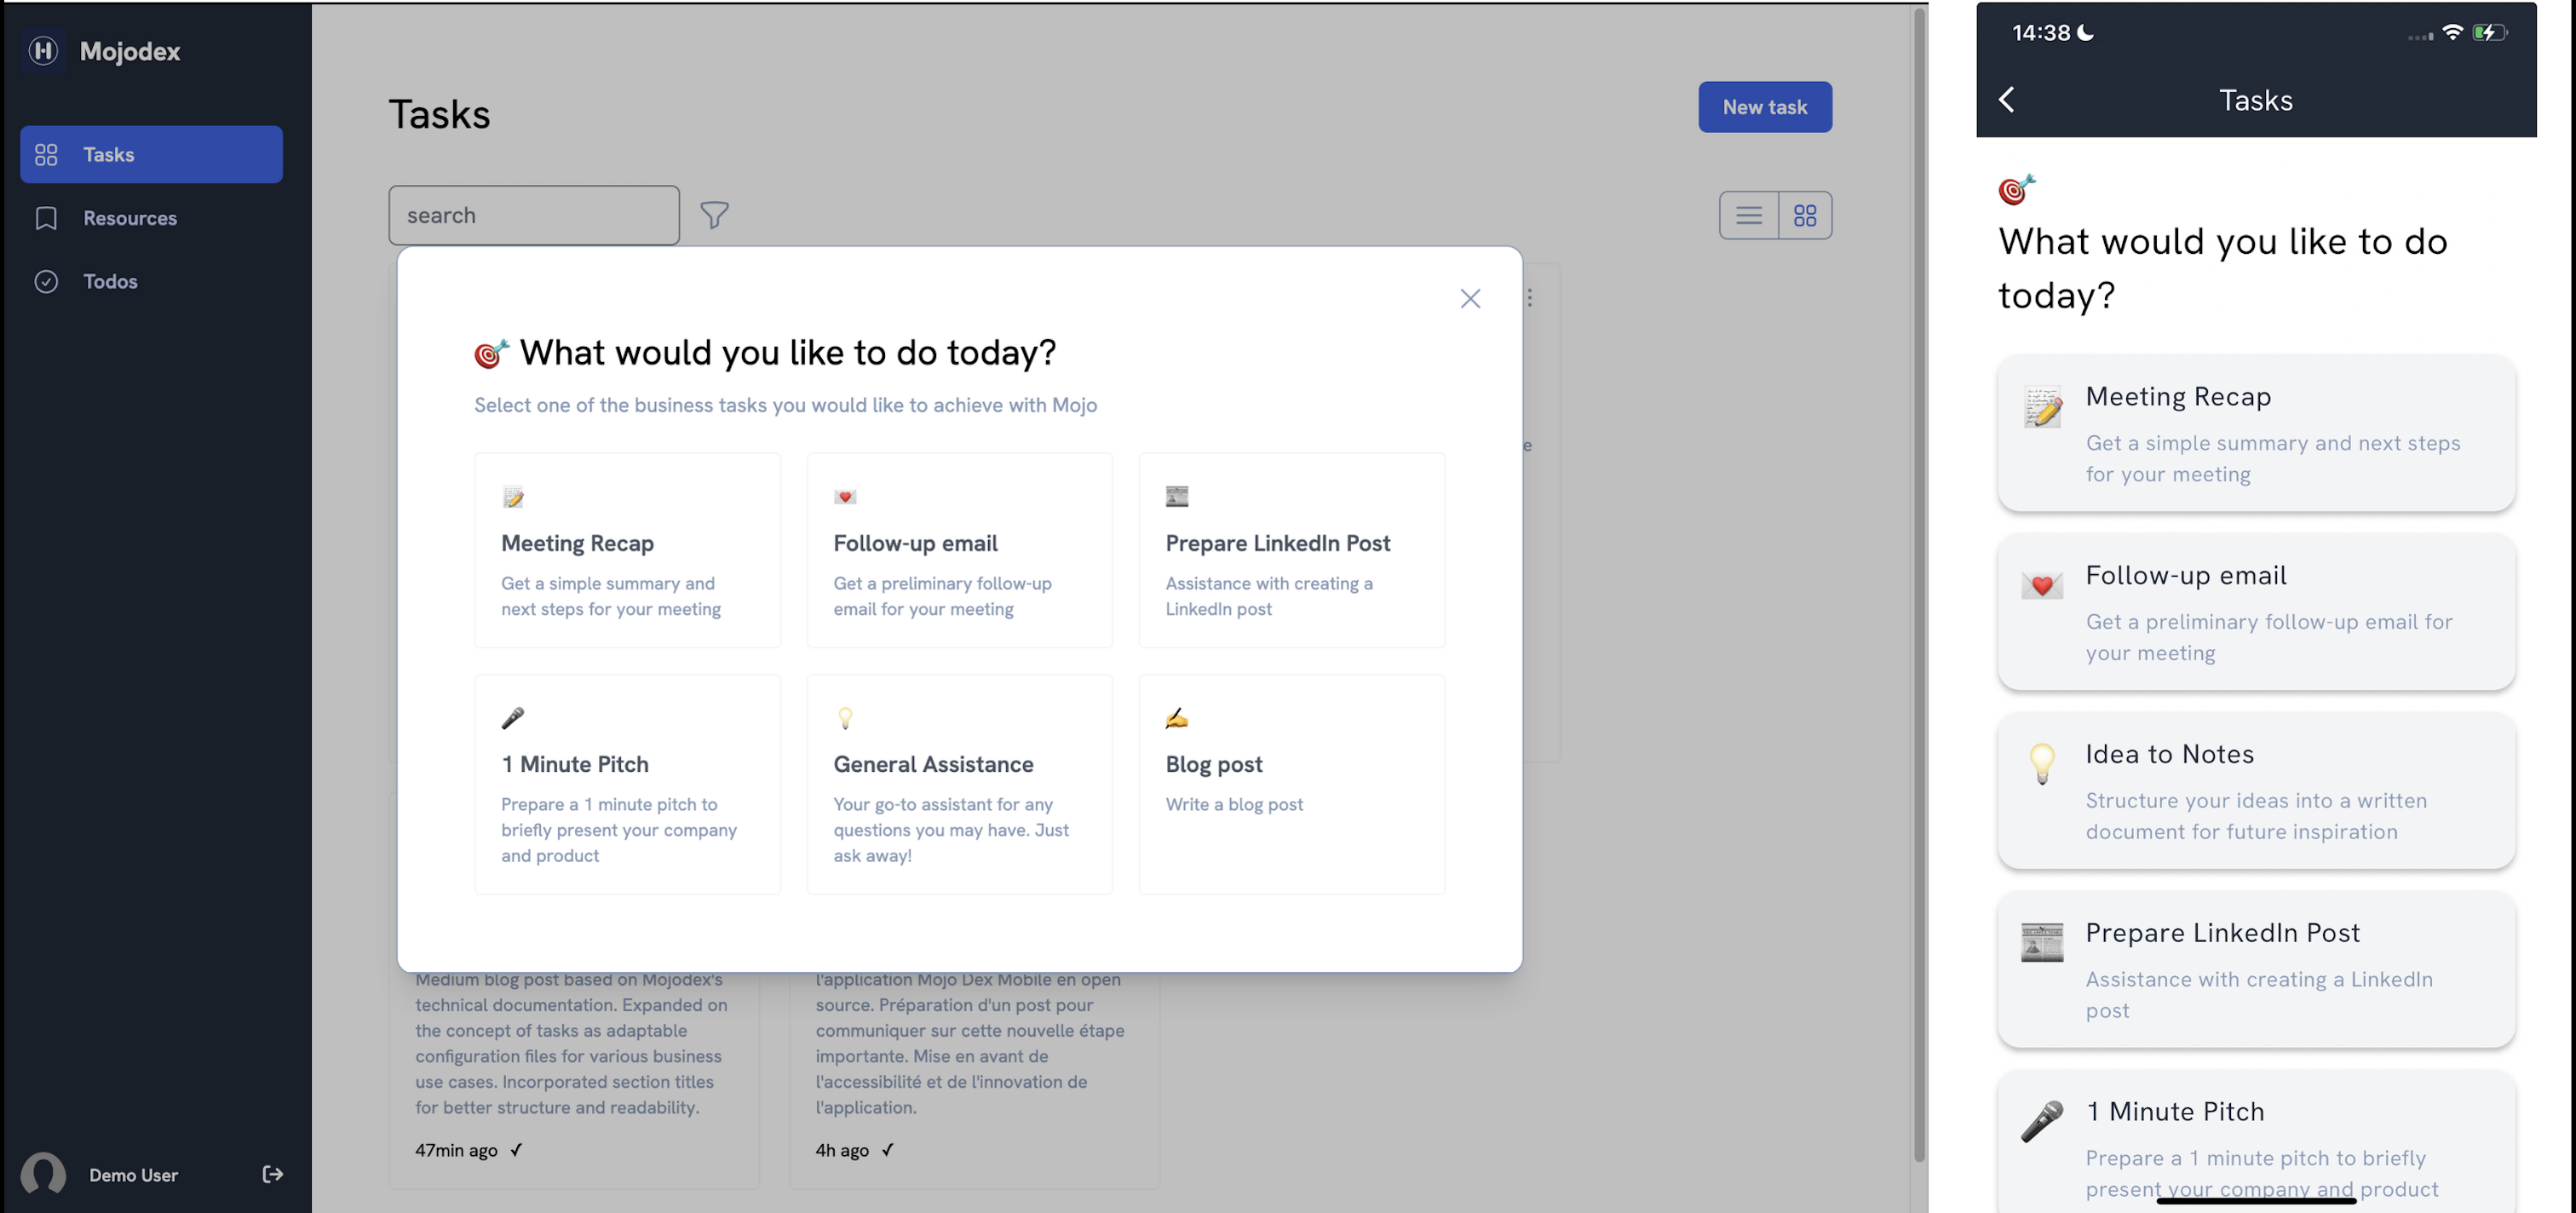 Mojodex
Tasks
Resources
Todos
Demo User
Tasks
New task
search
🎯 What would you like to do today?
Select one of the business tasks you would like to achieve with Mojo
Meeting Recap
Get a simple summary and
next steps for your meeting
Follow-up email
Get a preliminary follow-up
email for your meeting
Prepare LinkedIn Post
Assistance with creating a
LinkedIn post
1 Minute Pitch
Prepare a 1 minute pitch to
briefly present your company
and product
General Assistance
Your go-to assistant for any
questions you may have. Just
ask away!
Blog post
Write a blog post
Medium blog post based on Mojodex's
technical documentation. Expanded on
the concept of tasks as adaptable
configuration files for various business
use cases. Incorporated section titles
for better structure and readability.
47min ago ✓
l'application Mojo Dex Mobile en open
source. Préparation d'un post pour
communiquer sur cette nouvelle étape
importante. Mise en avant de
l'accessibilité et de l'innovation de
l'application.
4h ago ✓
14:38
Tasks
🎯
What would you like to do
today?
Meeting Recap
Get a simple summary and next steps
for your meeting
Follow-up email
Get a preliminary follow-up email for
your meeting
Idea to Notes
Structure your ideas into a written
document for future inspiration
Prepare LinkedIn Post
Assistance with creating a LinkedIn
post
1 Minute Pitch
Prepare a 1 minute pitch to briefly
present your company and product